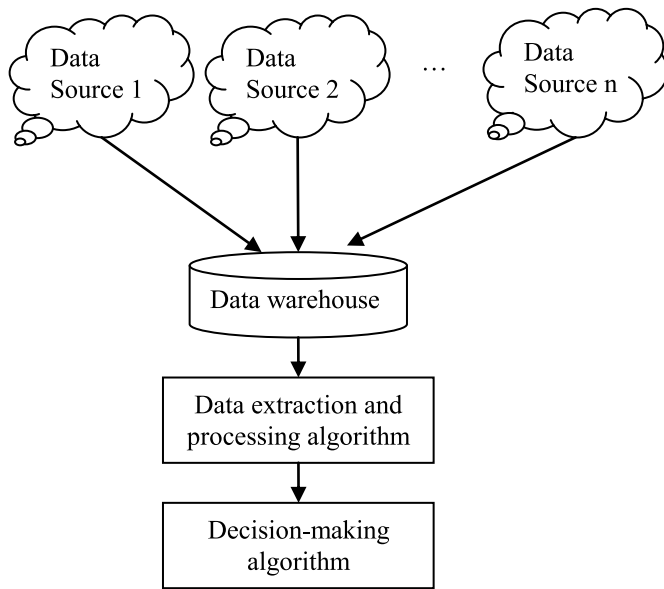 Data
Source 1
Data
Source 2
…
Data
Source n
Data warehouse
Data extraction and
processing algorithm
Decision-making
algorithm